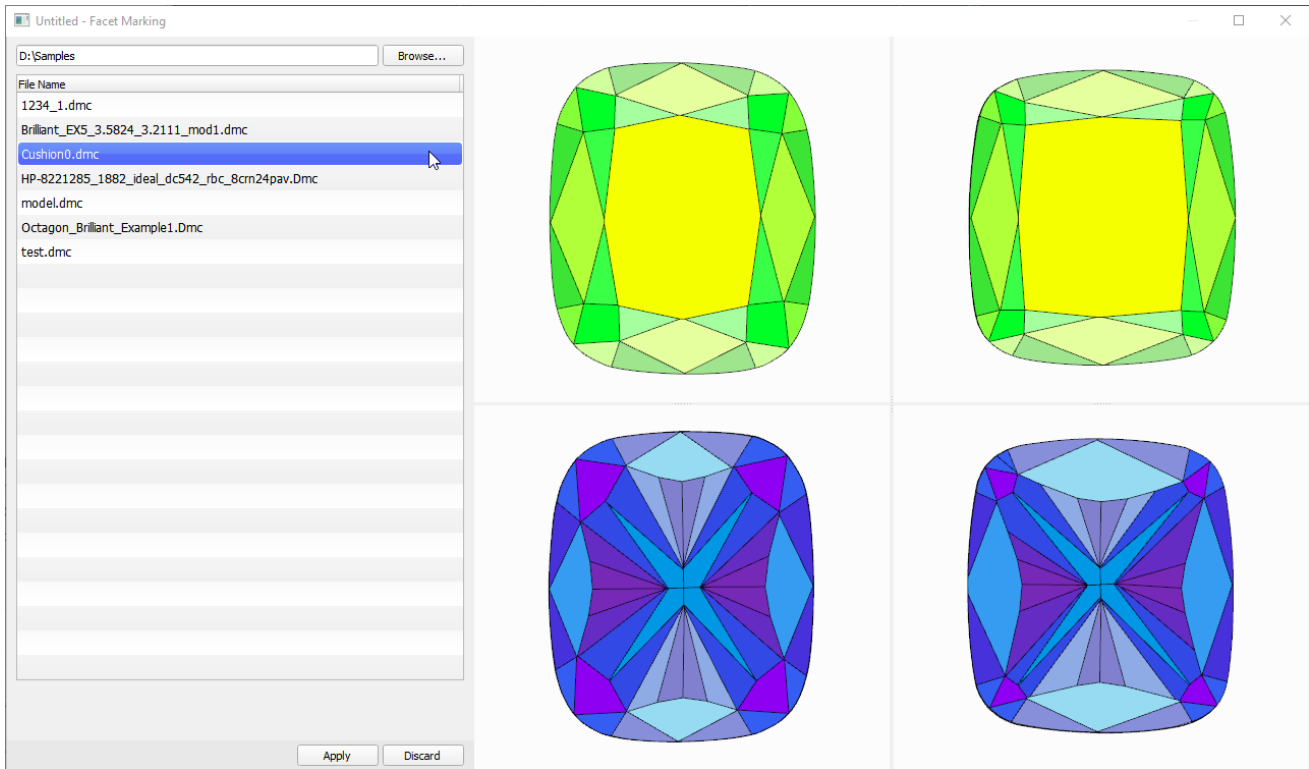 Untitled - Facet Marking
D:\Samples
Browse...
File Name
1234_1.dmc
Brilliant_EX5_3.5824_3.2111_mod1.dmc
Cushion0.dmc
HP-8221285_1882_ideal_dc542_rbc_8crn24pav.Dmc
model.dmc
Octagon_Brilliant_Example1.Dmc
test.dmc
Apply
Discard